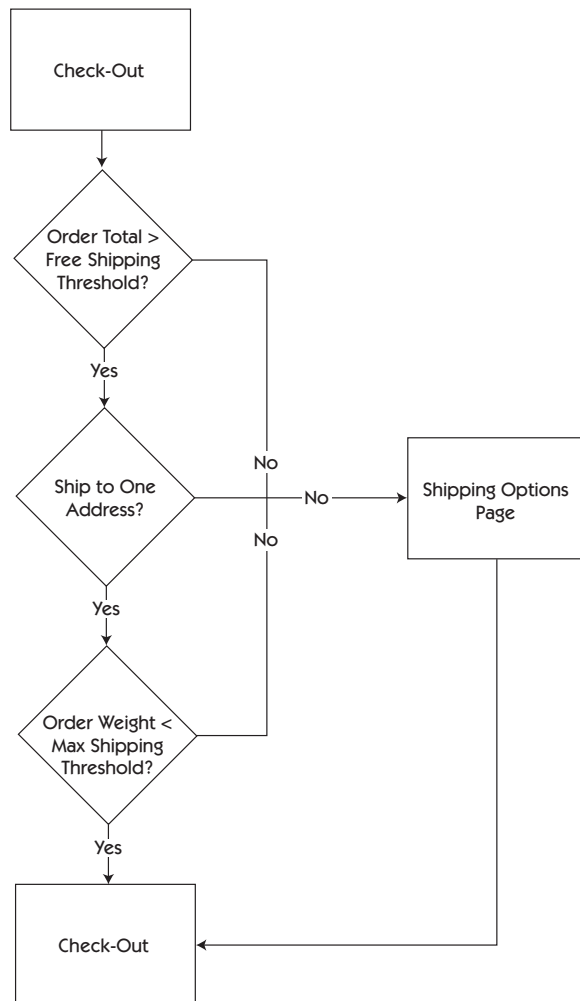 Check-Out
Order Total >
Free Shipping
Threshold?
Yes
No
Ship to One
Address?
No
Shipping Options
Page
No
Yes
Order Weight <
Max Shipping
Threshold?
Yes
Check-Out